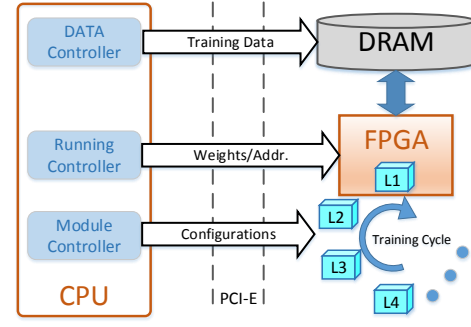 DATA
Controller
Training Data
DRAM
Running
Controller
Weights/Addr.
FPGA
L1
Module
Controller
Configurations
L2
Training Cycle
L3
L4
CPU
PCI-E